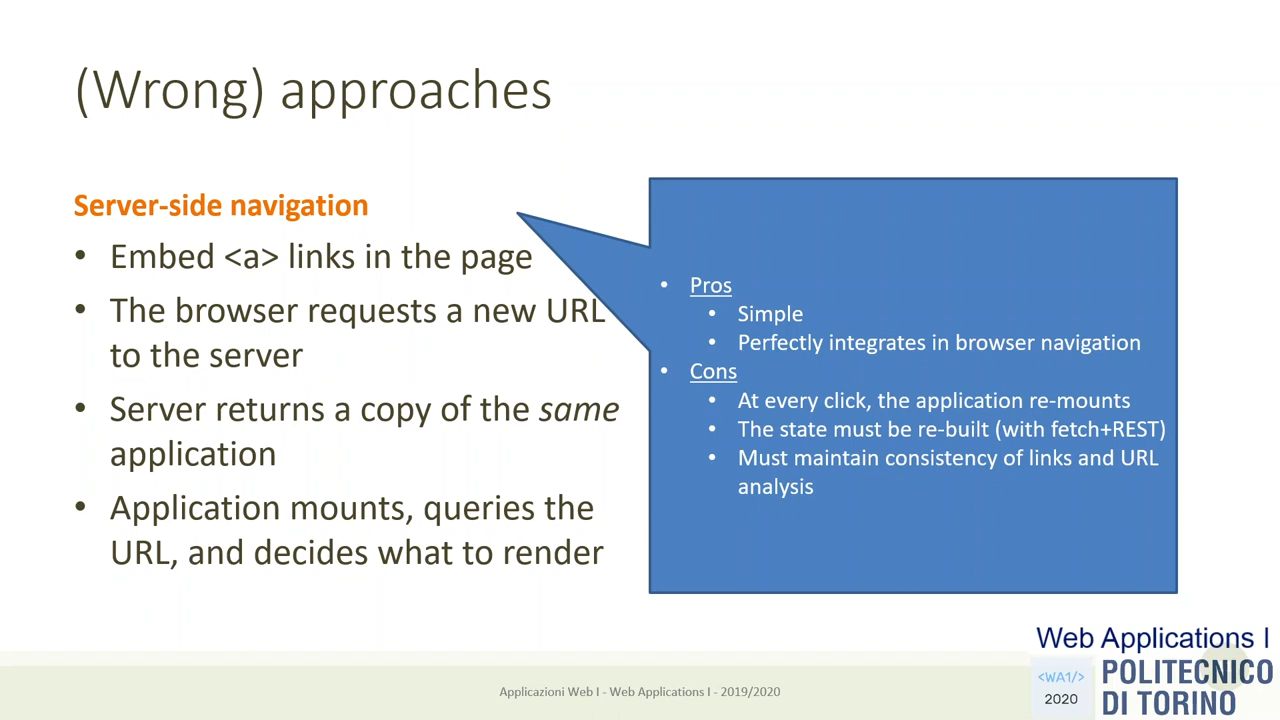 (Wrong) approaches
Server-side navigation
• Embed <a> links in the page
• The browser requests a new URL
to the server
• Server returns a copy of the same
application
• Application mounts, queries the
URL, and decides what to render
• Pros
• Simple
• Perfectly integrates in browser navigation
• Cons
• At every click, the application re-mounts
• The state must be re-built (with fetch+REST)
• Must maintain consistency of links and URL
analysis
Applicazioni Web I - Web Applications I - 2019/2020
Web Applications I
<WA1/>
2020
POLITECNICO
DI TORINO